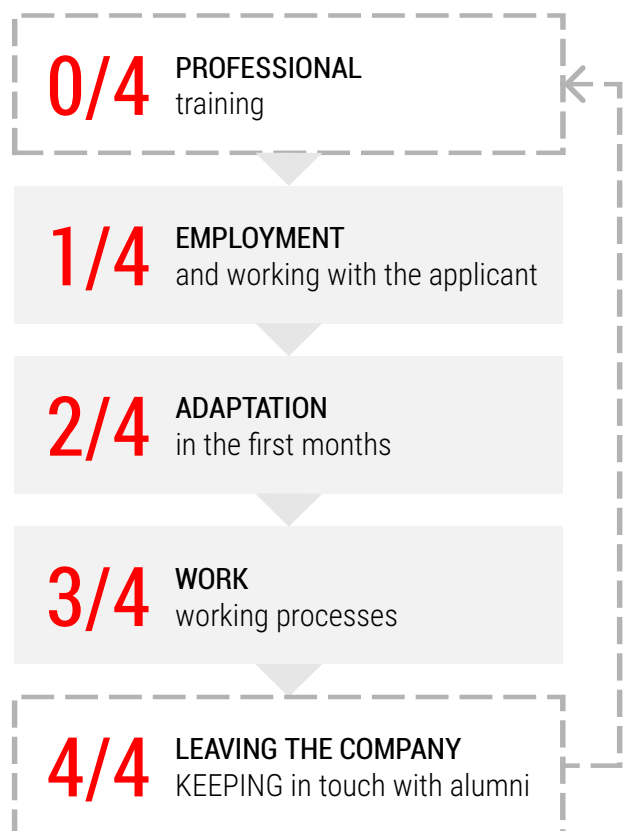 0/4
PROFESSIONAL
training
1/4
EMPLOYMENT
and working with the applicant
2/4
ADAPTATION
in the first months
3/4
WORK
working processes
4/4
LEAVING THE COMPANY
KEEPING in touch with alumni